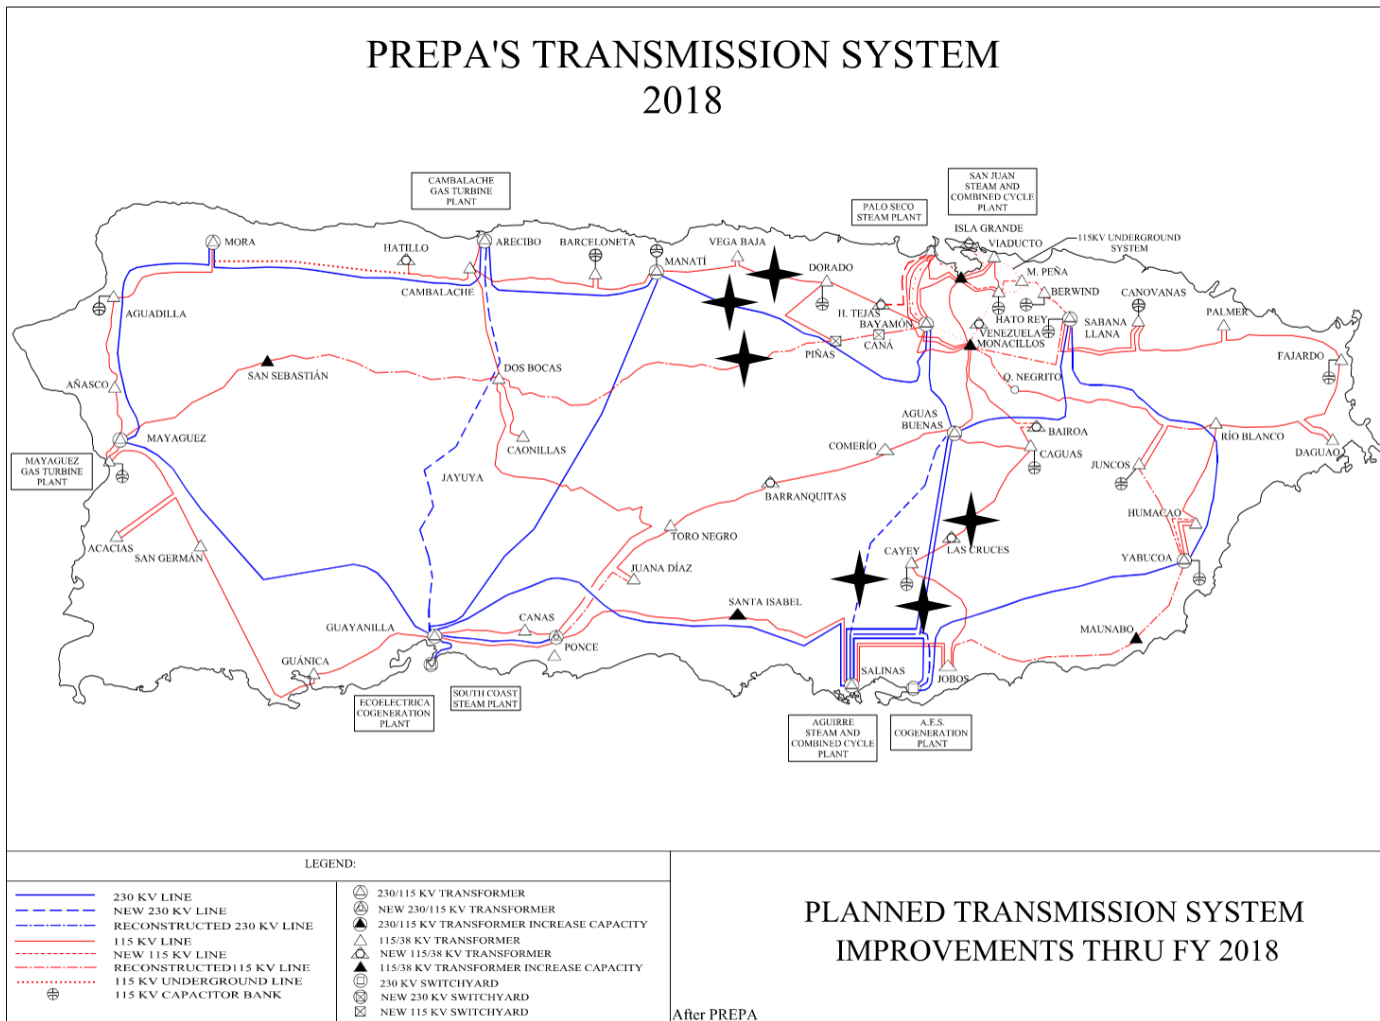 PREPA'S TRANSMISSION SYSTEM
2018
CAMBALACHE
GAS TURBINE
PLANT
SAN JUAN
STEAM AND
COMBINED CYCLE
PLANT
PALO SECO
STEAM PLANT
ISLA GRANDE
VIADUCTO
115KV UNDERGROUND
SYSTEM
MORA
HATILLO
ARECIBO
BARCELONETA
MANATÍ
VEGA BAJA
DORADO
M. PEÑA
BERWIND
CANOVANAS
CAMBALACHE
AGUADILLA
H. TEJAS
BAYAMÓN
HATO REY
VENEZUELA
MONACILLOS
SABANA
LLANA
PALMER
FAJARDO
PIÑAS
CANÁ
SAN SEBASTIÁN
DOS BOCAS
AÑASCO
Q. NEGRITO
MAYAGUEZ
CAONILLAS
AGUAS
BUENAS
COMERÍO
BAIROA
CAGUAS
RÍO BLANCO
DAGUAO
MAYAGUEZ
GAS TURBINE
PLANT
JAYUYA
BARRANQUITAS
JUNCOS
HUMACAO
ACACIAS
SAN GERMÁN
TORO NEGRO
LAS CRUCES
CAYEY
YABUCOA
JUANA DÍAZ
SANTA ISABEL
GUAYANILLA
CANAS
PONCE
MAUNABO
GUÁNICA
SALINAS
JOBOS
ECOELECTRICA
COGENERATION
PLANT
SOUTH COAST
STEAM PLANT
AGUIRRE
STEAM AND
COMBINED CYCLE
PLANT
A.E.S.
COGENERATION
PLANT
LEGEND:
230 KV LINE
NEW 230 KV LINE
RECONSTRUCTED 230 KV LINE
115 KV LINE
NEW 115 KV LINE
RECONSTRUCTED115 KV LINE
115 KV UNDERGROUND LINE
115 KV CAPACITOR BANK
230/115 KV TRANSFORMER
NEW 230/115 KV TRANSFORMER
230/115 KV TRANSFORMER INCREASE CAPACITY
115/38 KV TRANSFORMER
NEW 115/38 KV TRANSFORMER
115/38 KV TRANSFORMER INCREASE CAPACITY
230 KV SWITCHYARD
NEW 230 KV SWITCHYARD
NEW 115 KV SWITCHYARD
PLANNED TRANSMISSION SYSTEM
IMPROVEMENTS THRU FY 2018
After PREPA